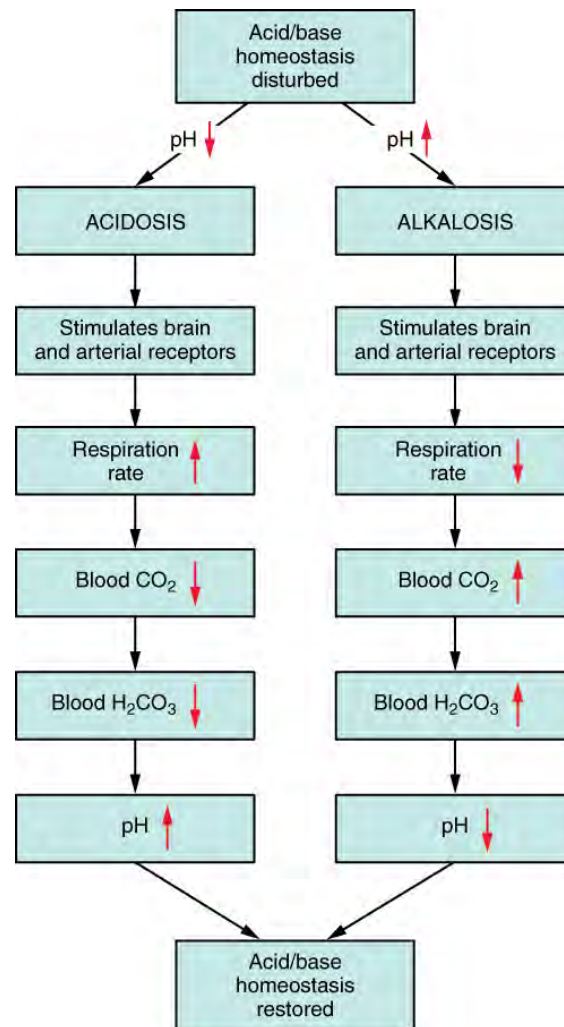 Acid/base
homeostasis
disturbed
pH
pH
ACIDOSIS
ALKALOSIS
Stimulates brain
and arterial receptors
Stimulates brain
and arterial receptors
Respiration
rate
Respiration
rate
Blood CO₂
Blood CO₂
Blood H₂CO₃
Blood H₂CO₃
pH
pH
Acid/base
homeostasis
restored